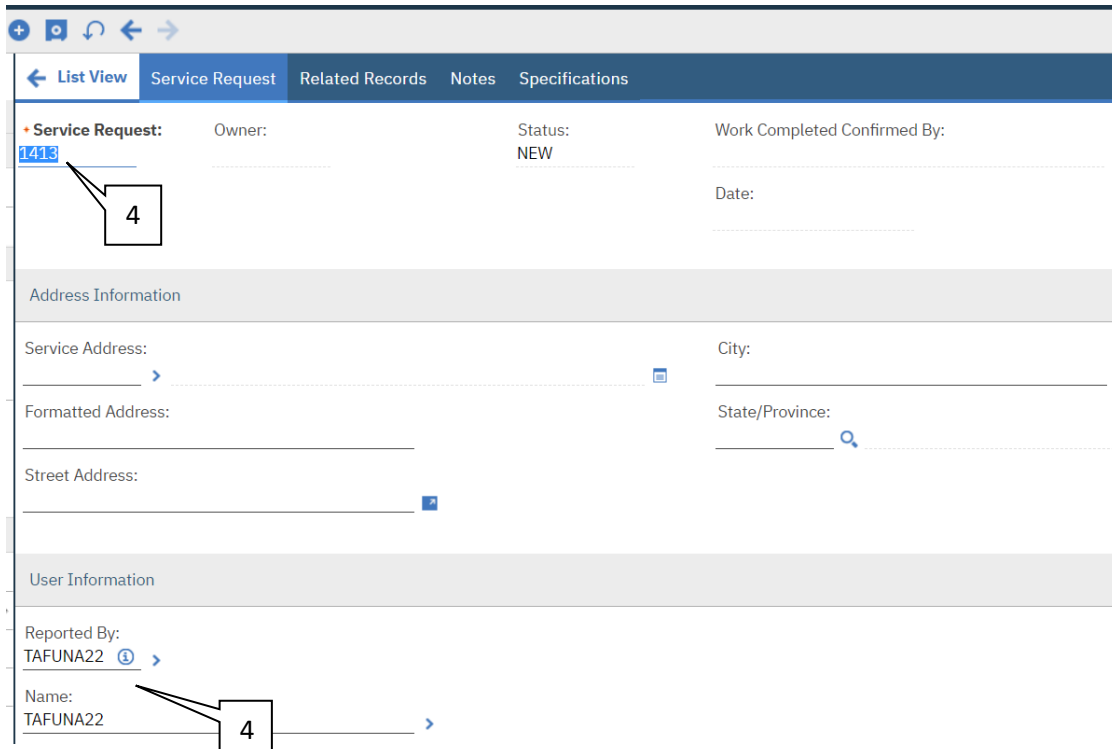 List View Service Request Related Records Notes Specifications
* Service Request: Owner: Status: Work Completed Confirmed By:
1413 NEW
Date:
4
Address Information
Service Address: City:
Formatted Address: State/Province:
Street Address:
User Information
Reported By:
TAFUNA22
Name:
TAFUNA22
4